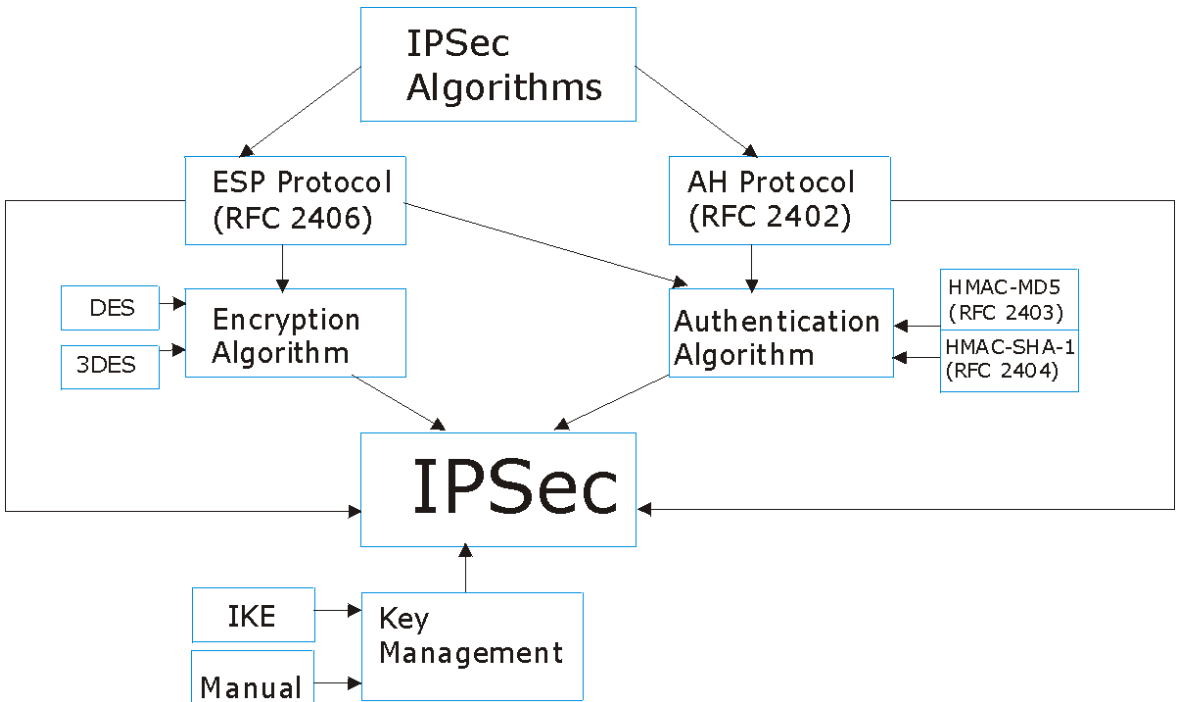 IPSec
Algorithms
ESP Protocol
(RFC 2406)
AH Protocol
(RFC 2402)
DES
3DES
Encryption
Algorithm
Authentication
Algorithm
HMAC-MD5
(RFC 2403)
HMAC-SHA-1
(RFC 2404)
IPSec
IKE
Manual
Key
Management